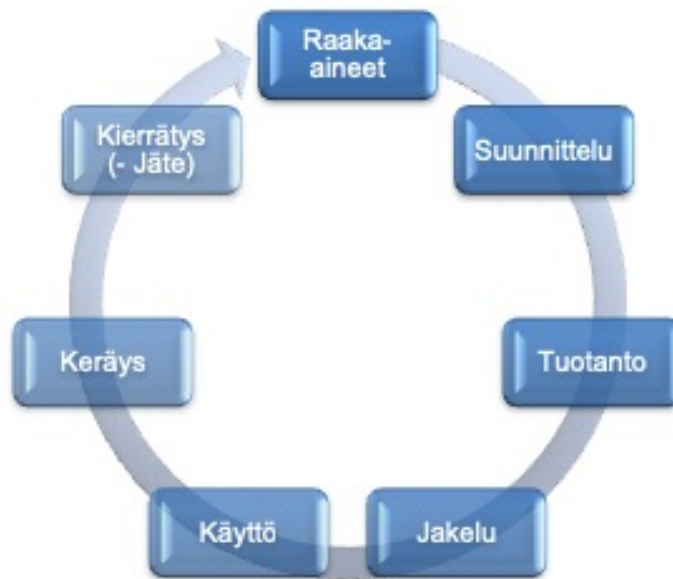 Raaka-
aineet
Suunnittelu
Tuotanto
Jakelu
Käyttö
Keräys
Kierrätys
(- Jäte)